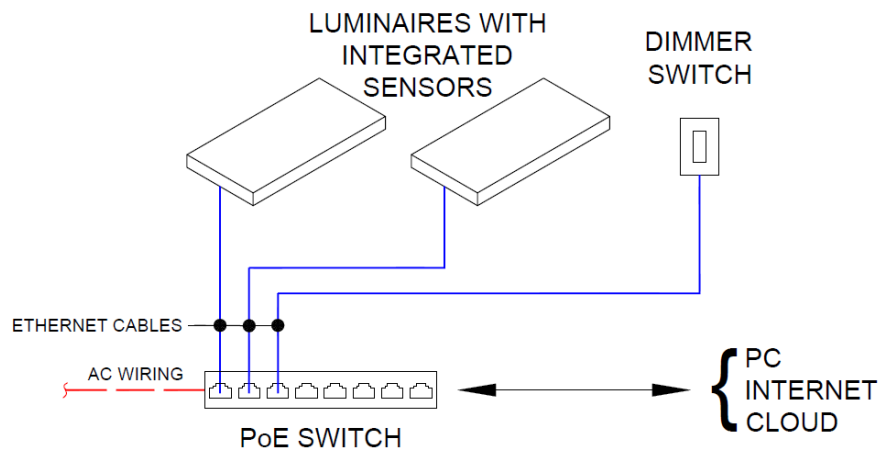 LUMINAIRES WITH
INTEGRATED
SENSORS
DIMMER
SWITCH
ETHERNET CABLES
AC WIRING
PoE SWITCH
PC
INTERNET
CLOUD